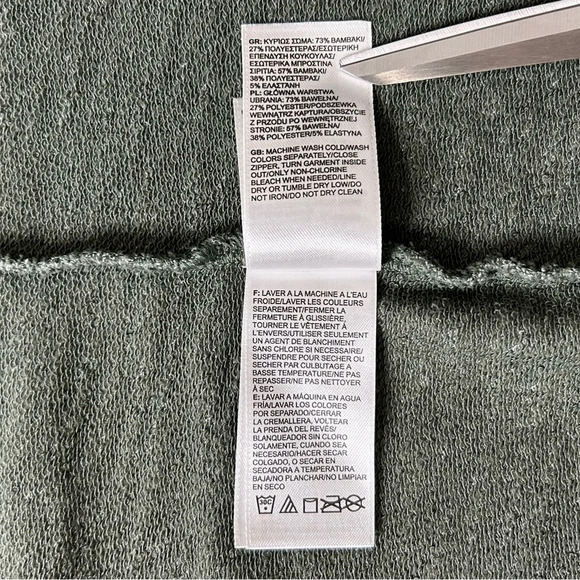 GR: ΚΥΡΙΩΣ ΣΩΜΑ: 73% ΒΑΜΒΑΚΙ/
27% ΠΟΛΥΕΣΤΕΡΑΣ/ΕΣΩΤΕΡΙΚΗ
ΕΠΕΝΔΥΣΗ ΚΟΥΚΟΥΛΑΣ/
ΕΣΩΤΕΡΙΚΑ ΜΠΡΟΣΤΙΝΑ
ΣΙΡΙΤΙΑ: 57% ΒΑΜΒΑΚΙ/
38% ΠΟΛΥΕΣΤΕΡΑΣ/
5% ΕΛΑΣΤΑΝΗ
PL: GŁÓWNA WARSTWA
UBRANIA: 73% BAWEŁNA/
27% POLYESTER/PODSZEWKA
WEWNĄTRZ KAPTURA/OBSZYCIE
Z PRZODU PO WEWNĘTRZNEJ
STRONIE: 57% BAWEŁNA/
38% POLYESTER/5% ELASTYNA
GB: MACHINE WASH COLD/WASH
COLORS SEPARATELY/CLOSE
ZIPPER, TURN GARMENT INSIDE
OUT/ONLY NON-CHLORINE
BLEACH WHEN NEEDED/LINE
DRY OR TUMBLE DRY LOW/DO
NOT IRON/DO NOT DRY CLEAN
F: LAVER A LA MACHINE A L'EAU
FROIDE/LAVER LES COULEURS
SEPAREMENT/FERMER LA
FERMETURE À GLISSIÈRE,
TOURNER LE VÊTEMENT À
L'ENVERS/UTILISER SEULEMENT
UN AGENT DE BLANCHIMENT
SANS CHLORE SI NECESSAIRE/
SUSPENDRE POUR SECHER OU
SECHER PAR CULBUTAGE A
BASSE TEMPERATURE/NE PAS
REPASSER/NE PAS NETTOYER
À SEC
E: LAVAR A MÁQUINA EN AGUA
FRÍA/LAVAR LOS COLORES
POR SEPARADO/CERRAR
LA CREMALLERA, VOLTEAR
LA PRENDA DEL REVÉS/
BLANQUEADOR SIN CLORO
SOLAMENTE, CUANDO SEA
NECESSARIO/HACER SECAR
COLGADO, O SECAR EN
SECADORA A TEMPERATURA
BAJA/NO PLANCHAR/NO LIMPIAR
EN SECO
30C